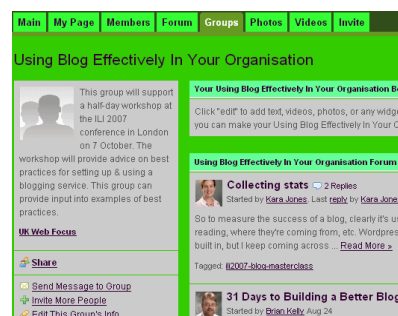 Main My Page Members Forum Groups Photos Videos Invite
Using Blog Effectively In Your Organisation
This group will support
a half-day workshop at
the ILI 2007
conference in London
on 7 October. The
workshop will provide advice on best
practices for setting up & using a
blogging service. This group can
provide input into examples of best
practices.
UK Web Focus
Share
Send Message to Group
Invite More People
Edit This Group's Info
Your Using Blog Effectively In Your Organisation B
Click "edit" to add text, videos, photos, or any widge
you can make your Using Blog Effectively In Your O
Using Blog Effectively In Your Organisation Forum
Collecting stats 2 Replies
Started by Kara Jones. Last reply by Kara Jones
So to measure the success of a blog, clearly it's us
reading, where they're coming from, etc. Wordpres
built in, but I keep coming across ... Read More »
Tagged: ili2007-blog-masterclass
31 Days to Building a Better Blog
Started by Brian Kelly Aug 24